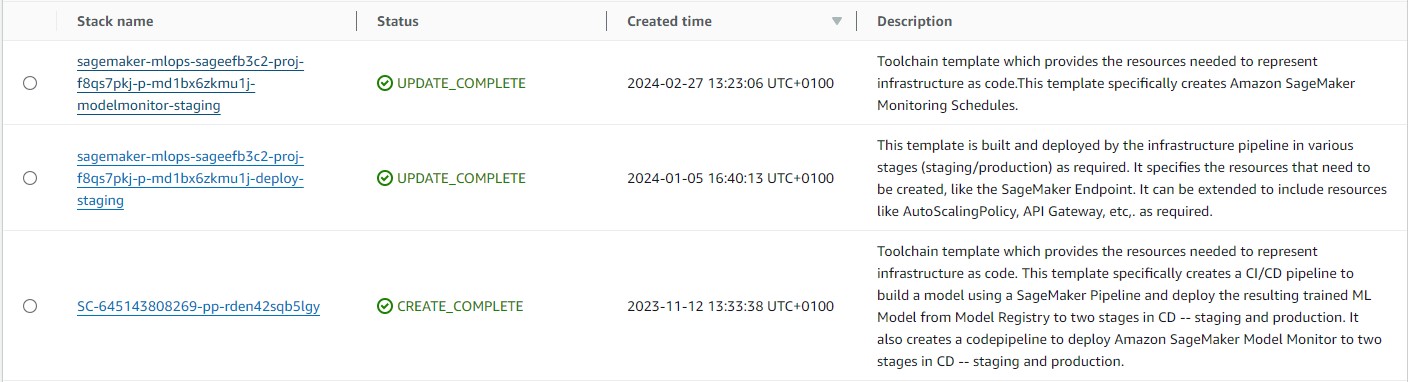 Stack name Status Created time Description
sagemaker-mlops-sageefb3c2-proj-
f8qs7pkj-p-md1bx6zkmu1j-
modelmonitor-staging
UPDATE_COMPLETE
2024-02-27 13:23:06 UTC+0100
Toolchain template which provides the resources needed to represent
infrastructure as code.This template specifically creates Amazon SageMaker
Monitoring Schedules.
sagemaker-mlops-sageefb3c2-proj-
f8qs7pkj-p-md1bx6zkmu1j-deploy-
staging
UPDATE_COMPLETE
2024-01-05 16:40:13 UTC+0100
This template is built and deployed by the infrastructure pipeline in various
stages (staging/production) as required. It specifies the resources that need to
be created, like the SageMaker Endpoint. It can be extended to include resources
like AutoScalingPolicy, API Gateway, etc,. as required.
SC-645143808269-pp-rden42sqb5lgy
CREATE_COMPLETE
2023-11-12 13:33:38 UTC+0100
Toolchain template which provides the resources needed to represent
infrastructure as code. This template specifically creates a CI/CD pipeline to
build a model using a SageMaker Pipeline and deploy the resulting trained ML
Model from Model Registry to two stages in CD -- staging and production. It
also creates a codepipeline to deploy Amazon SageMaker Model Monitor to two
stages in CD -- staging and production.